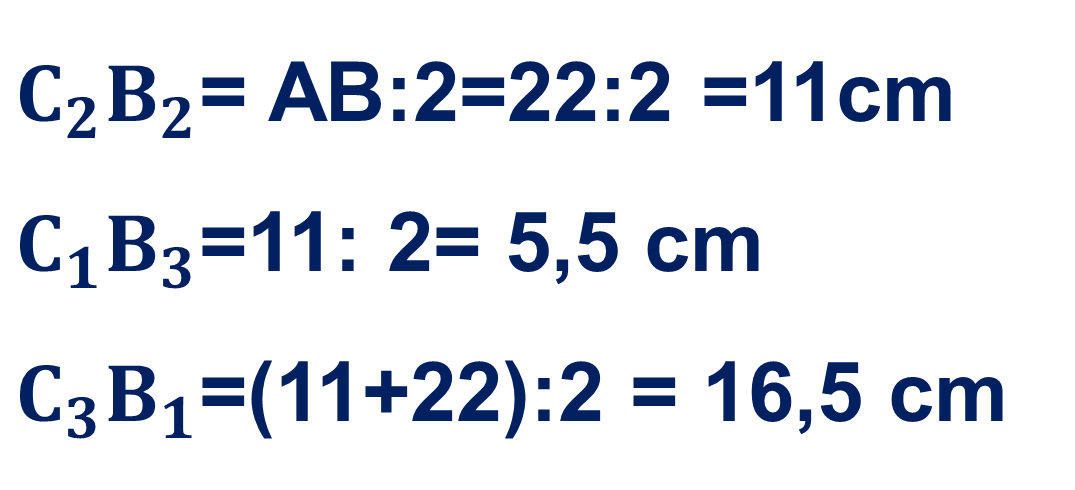 C₂B₂= AB:2=22:2 =11cm
C₁B₃=11: 2= 5,5 cm
C₃B₁=(11+22):2 = 16,5 cm